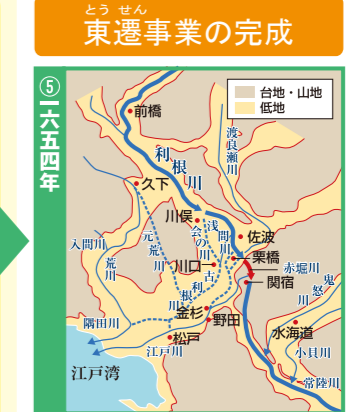 とう せん
東遷事業の完成
⑤一六五四年
台地・山地
低地
前橋
渡良瀬川
利根川
久下
川俣
会の川
浅間川
佐波
入間川
荒川
元荒川
川口
古利根川
栗橋
赤堀川
関宿
鬼怒川
金杉
野田
隅田川
松戸
水海道
江戸川
小貝川
江戸湾
常陸川